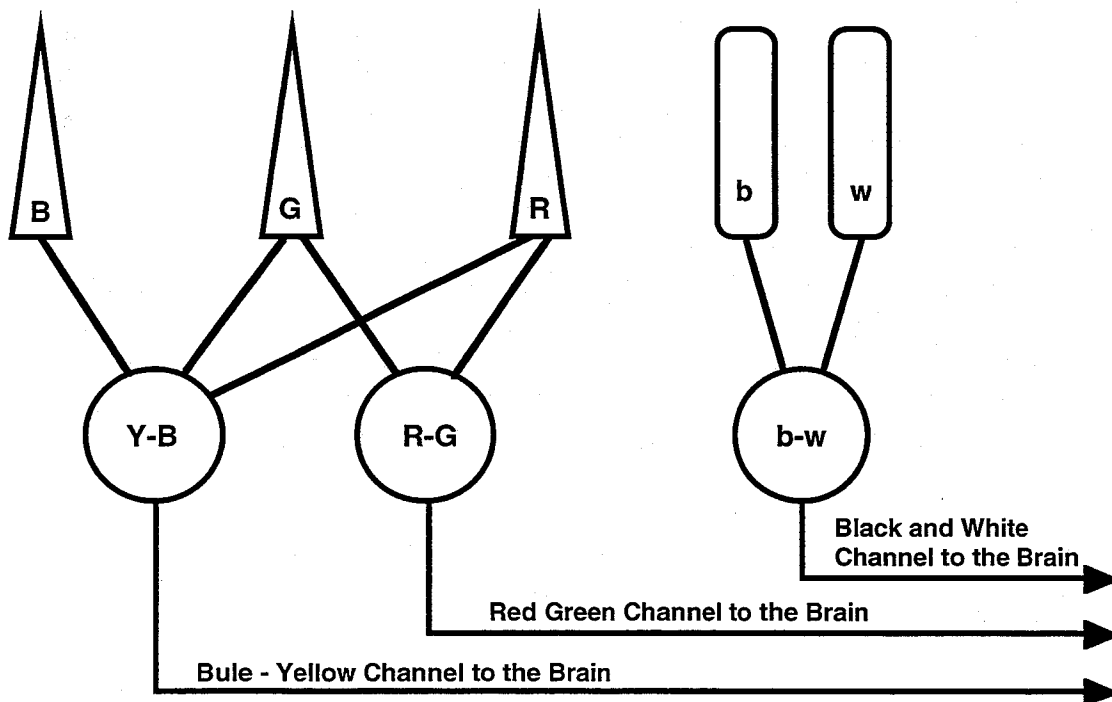 B
G
R
b
w
Y-B
R-G
b-w
Black and White
Channel to the Brain
Red Green Channel to the Brain
Bule - Yellow Channel to the Brain